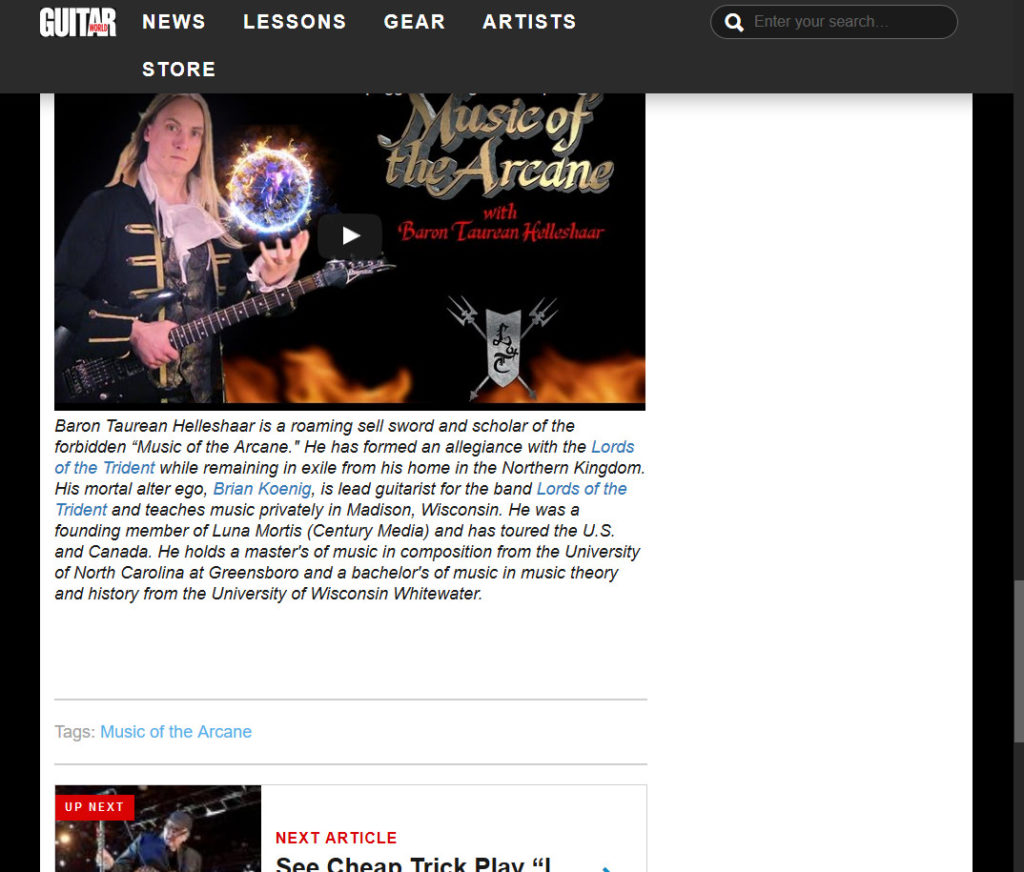 GUITAR WORLD
NEWS LESSONS GEAR ARTISTS
Enter your search...
STORE
Music of
the Arcane
with
Baron Taurean Helleshaar
Ibanez
L of T
Baron Taurean Helleshaar is a roaming sell sword and scholar of the
forbidden “Music of the Arcane." He has formed an allegiance with the Lords
of the Trident while remaining in exile from his home in the Northern Kingdom.
His mortal alter ego, Brian Koenig, is lead guitarist for the band Lords of the
Trident and teaches music privately in Madison, Wisconsin. He was a
founding member of Luna Mortis (Century Media) and has toured the U.S.
and Canada. He holds a master's of music in composition from the University
of North Carolina at Greensboro and a bachelor's of music in music theory
and history from the University of Wisconsin Whitewater.
Tags: Music of the Arcane
UP NEXT
NEXT ARTICLE
See Cheap Trick Play “I